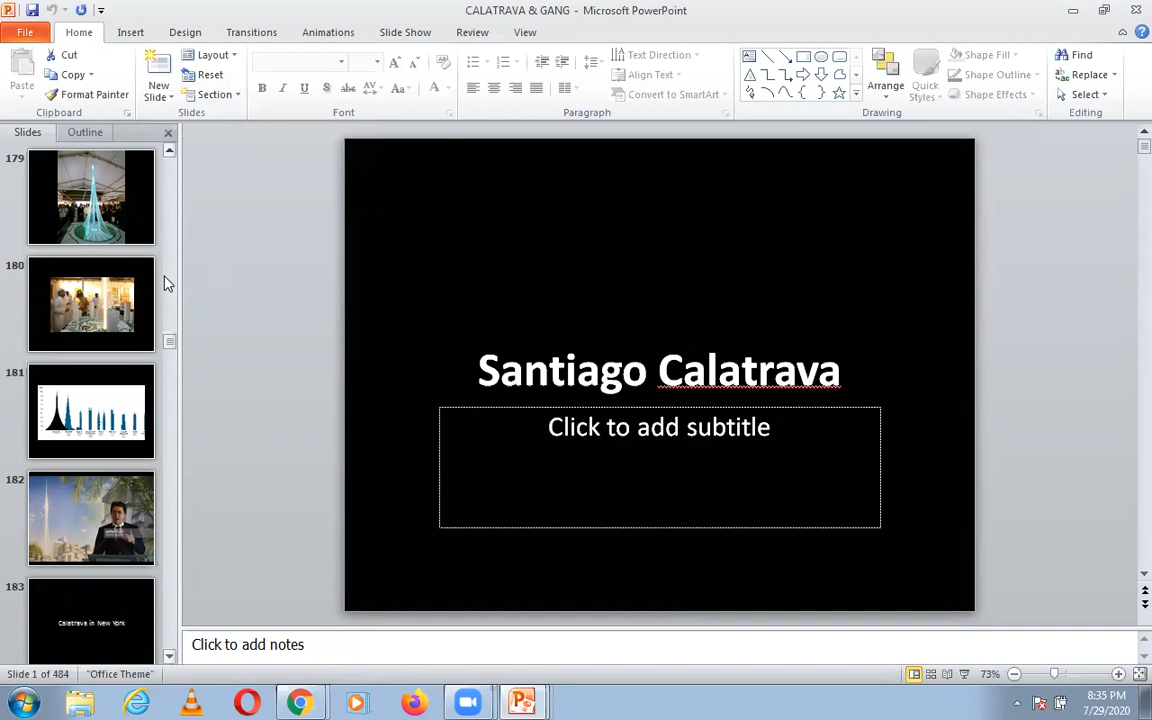 CALATRAVA & GANG - Microsoft PowerPoint
File Home Insert Design Transitions Animations Slide Show Review View
Paste
Cut
Copy
Format Painter
Clipboard
New
Slide
Layout
Reset
Section
Slides
Font
Text Direction
Align Text
Convert to SmartArt
Paragraph
Arrange
Quick
Styles
Shape Fill
Shape Outline
Shape Effects
Drawing
Find
Replace
Select
Editing
Slides Outline
179
180
181
182
183
Calatrava in New York
Santiago Calatrava
Click to add subtitle
Click to add notes
Slide 1 of 484 "Office Theme" 73%
8:35 PM
7/29/2020